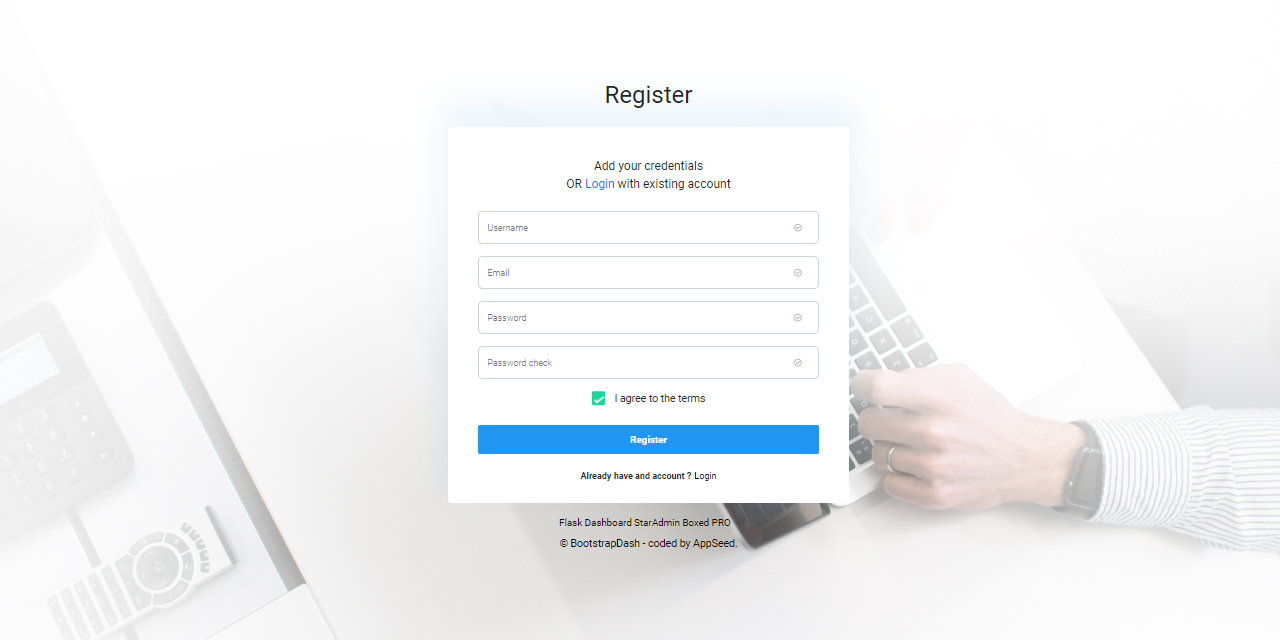 Register
Add your credentials
OR Login with existing account
Username
Email
Password
Password check
I agree to the terms
Register
Already have and account ? Login
Flask Dashboard StarAdmin Boxed PRO
© BootstrapDash - coded by AppSeed.